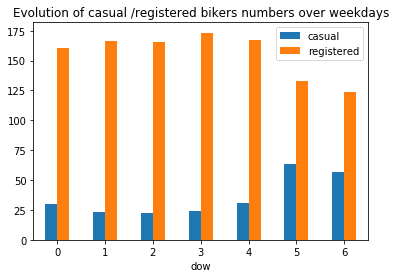 Evolution of casual /registered bikers numbers over weekdays
casual
registered
175
150
125
100
75
50
25
0
0 1 2 3 4 5 6
dow